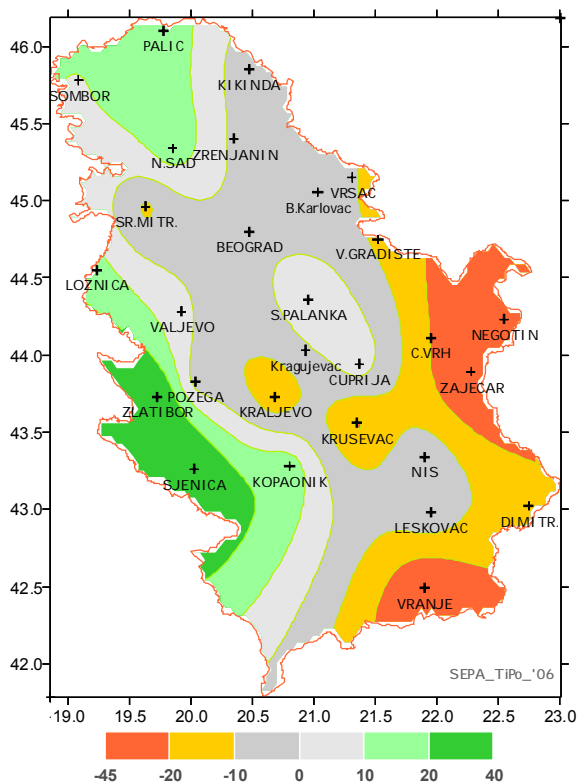 46.0
PALIC
KIKINDA
SOMBOR
45.5
ZRENJANIN
N.SAD
VRSAC
45.0
B.Karlovac
SR.MITR.
BEOGRAD
V.GRADISTE
44.5
LOZNICA
S.PALANKA
VALJEVO
NEGOTIN
44.0
Kragujevac
C.VRH
CUPRIJA
ZAJECAR
POZEGA
ZLATIBOR
KRALJEVO
43.5
KRUSEVAC
NIS
KOPAONIK
SJENICA
43.0
LESKOVAC
DIMITR.
42.5
VRANJE
42.0
SEPA_TiPo_'06
19.0 19.5 20.0 20.5 21.0 21.5 22.0 22.5 23.0
-45 -20 -10 0 10 20 40